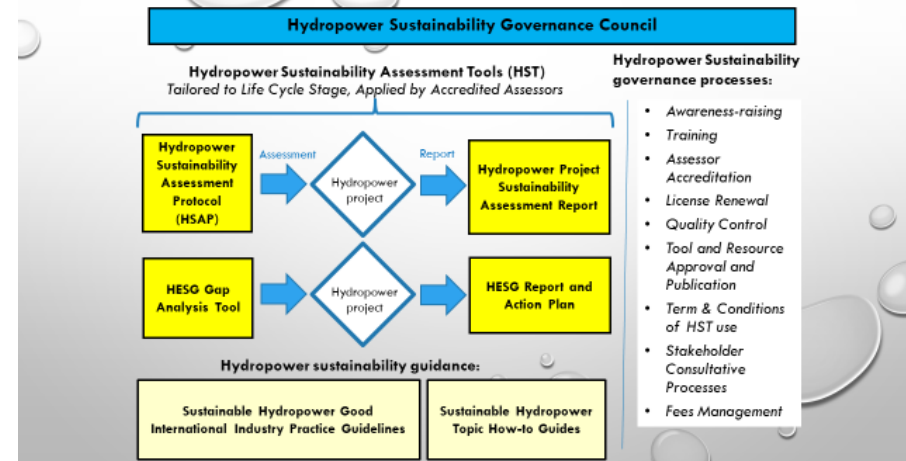 Hydropower Sustainability Governance Council
Hydropower Sustainability Assessment Tools (HST)
Tailored to Life Cycle Stage, Applied by Accredited Assessors
Hydropower
Sustainability
Assessment
Protocol
(HSAP)
Assessment
Hydropower
project
Report
Hydropower Project
Sustainability
Assessment Report
HESG Gap
Analysis Tool
Hydropower
project
HESG Report and
Action Plan
Hydropower sustainability guidance:
Sustainable Hydropower Good
International Industry Practice Guidelines
Sustainable Hydropower
Topic How-to Guides
Hydropower Sustainability
governance processes:
• Awareness-raising
• Training
• Assessor
Accreditation
• License Renewal
• Quality Control
• Tool and Resource
Approval and
Publication
• Term & Conditions
of HST use
• Stakeholder
Consultative
Processes
• Fees Management